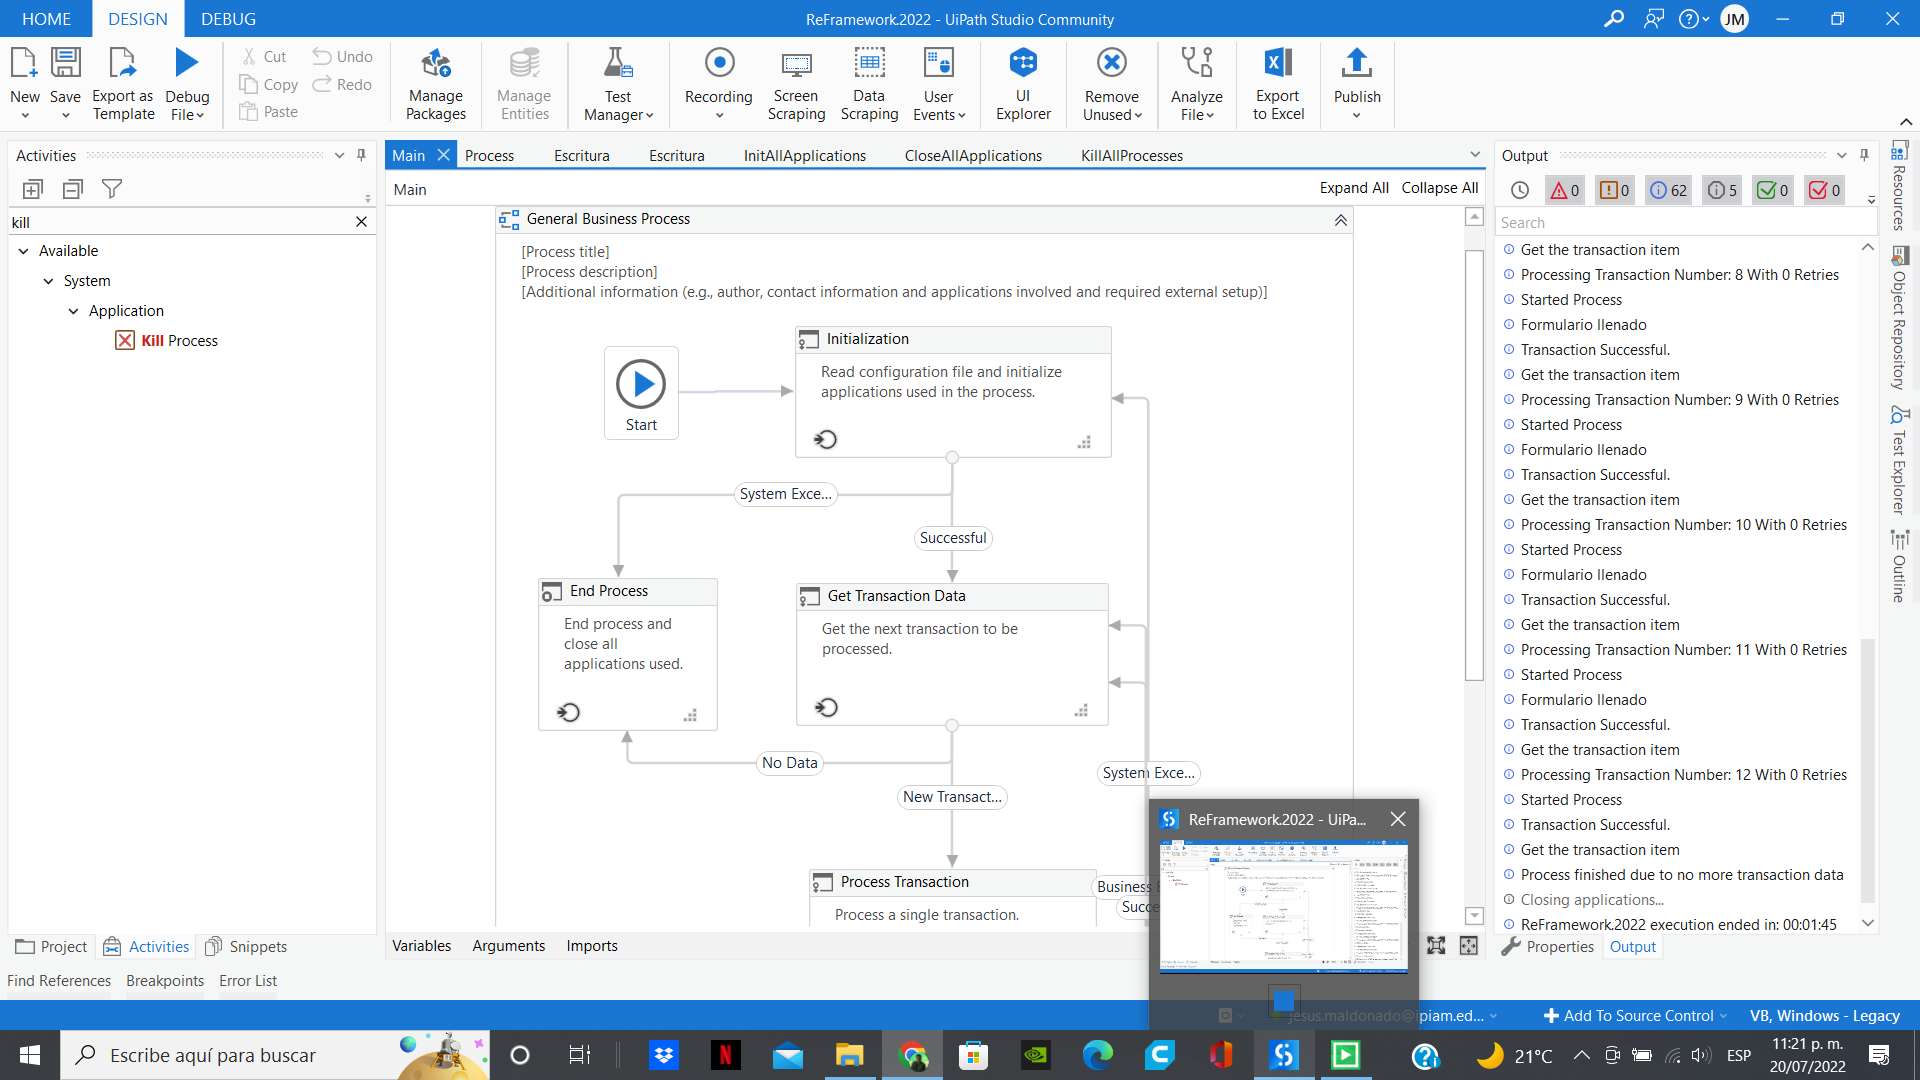 HOME DESIGN DEBUG
ReFramework.2022 - UiPath Studio Community
JM
New
Save
Export as Template
Debug File
Cut
Copy
Paste
Undo
Redo
Manage Packages
Manage Entities
Test Manager
Recording
Screen Scraping
Data Scraping
User Events
UI Explorer
Remove Unused
Analyze File
Export to Excel
Publish
Activities
kill
Available
System
Application
Kill Process
Main Process Escritura Escritura InitAllApplications CloseAllApplications KillAllProcesses
Main
Expand All Collapse All
General Business Process
[Process title]
[Process description]
[Additional information (e.g., author, contact information and applications involved and required external setup)]
Start
Initialization
Read configuration file and initialize
applications used in the process.
System Exce...
Successful
End Process
End process and
close all
applications used.
Get Transaction Data
Get the next transaction to be
processed.
No Data
New Transact...
System Exce...
Process Transaction
Process a single transaction.
Business
Succe
ReFramework.2022 - UiPa...
Variables Arguments Imports
Output
0 0 62 5 0 0
Search
Get the transaction item
Processing Transaction Number: 8 With 0 Retries
Started Process
Formulario llenado
Transaction Successful.
Get the transaction item
Processing Transaction Number: 9 With 0 Retries
Started Process
Formulario llenado
Transaction Successful.
Get the transaction item
Processing Transaction Number: 10 With 0 Retries
Started Process
Formulario llenado
Transaction Successful.
Get the transaction item
Processing Transaction Number: 11 With 0 Retries
Started Process
Formulario llenado
Transaction Successful.
Get the transaction item
Processing Transaction Number: 12 With 0 Retries
Started Process
Transaction Successful.
Get the transaction item
Process finished due to no more transaction data
Closing applications...
ReFramework.2022 execution ended in: 00:01:45
Properties Output
Resources
Object Repository
Test Explorer
Outline
Project Activities Snippets
Find References Breakpoints Error List
jesus.maldonado@ipiam.ed...
Add To Source Control
VB, Windows - Legacy
Escribe aquí para buscar
21°C
ESP
11:21 p. m.
20/07/2022